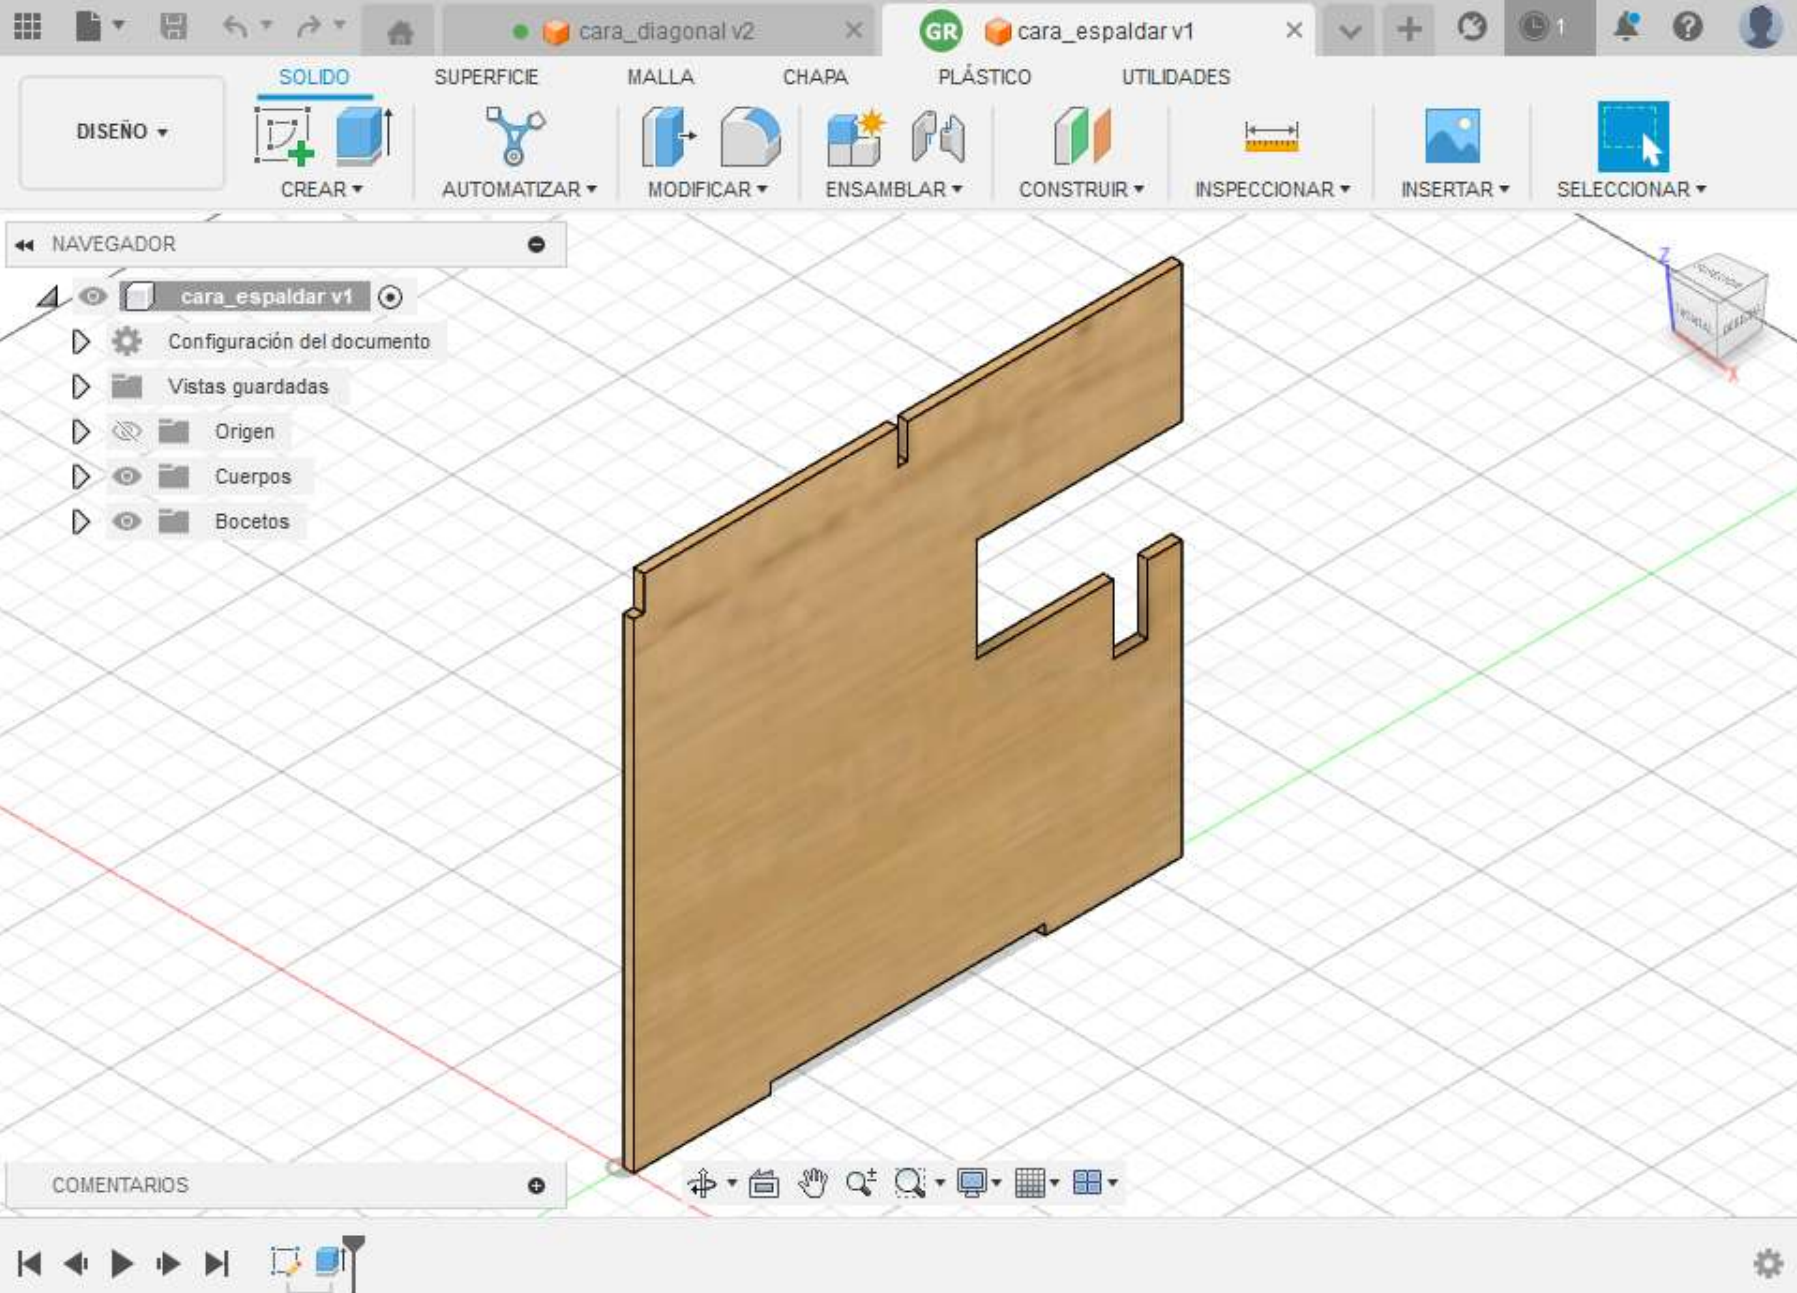 cara_diagonal v2
GR
cara_espaldar v1
1
SOLIDO
SUPERFICIE
MALLA
CHAPA
PLÁSTICO
UTILIDADES
DISEÑO
CREAR
AUTOMATIZAR
MODIFICAR
ENSAMBLAR
CONSTRUIR
INSPECCIONAR
INSERTAR
SELECCIONAR
NAVEGADOR
cara_espaldar v1
Configuración del documento
Vistas guardadas
Origen
Cuerpos
Bocetos
Z
X
COMENTARIOS